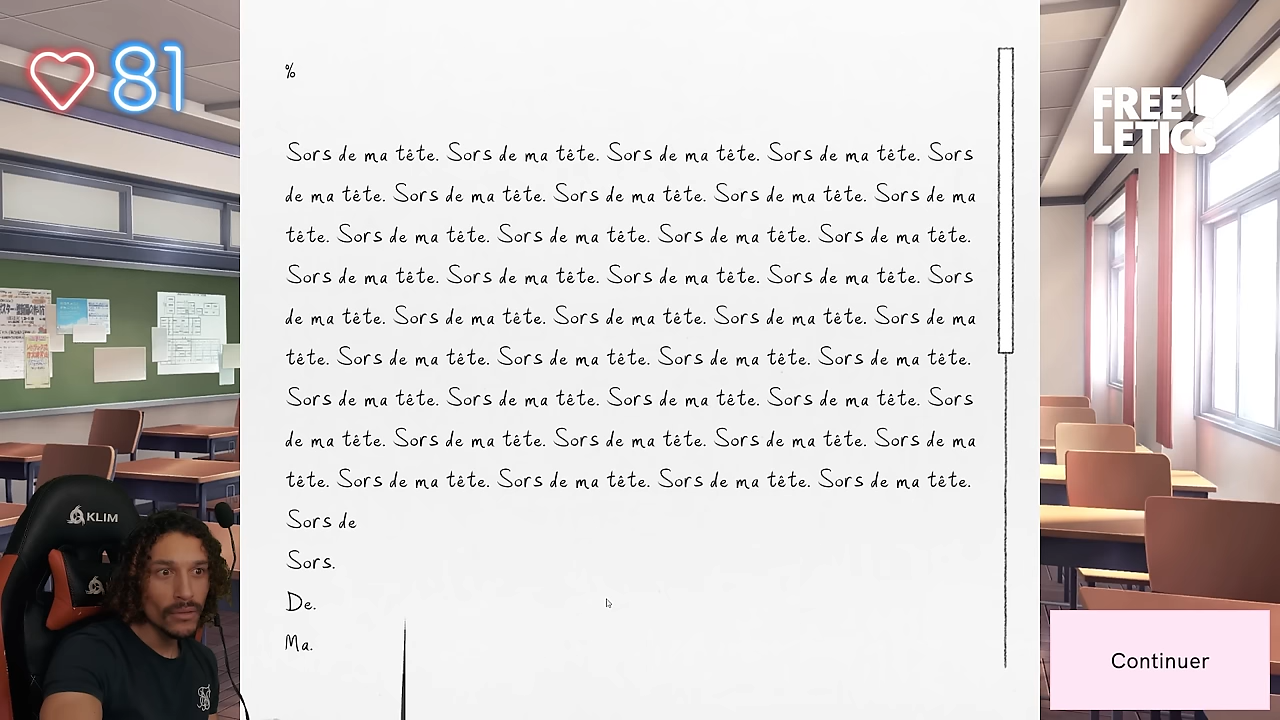 81
FREE
LETICS
%
Sors de ma tête. Sors de ma tête. Sors de ma tête. Sors de ma tête. Sors
de ma tête. Sors de ma tête. Sors de ma tête. Sors de ma tête. Sors de ma
tête. Sors de ma tête. Sors de ma tête. Sors de ma tête. Sors de ma tête.
Sors de ma tête. Sors de ma tête. Sors de ma tête. Sors de ma tête. Sors
de ma tête. Sors de ma tête. Sors de ma tête. Sors de ma tête. Sors de ma
tête. Sors de ma tête. Sors de ma tête. Sors de ma tête. Sors de ma tête.
Sors de ma tête. Sors de ma tête. Sors de ma tête. Sors de ma tête. Sors
de ma tête. Sors de ma tête. Sors de ma tête. Sors de ma tête. Sors de ma
tête. Sors de ma tête. Sors de ma tête. Sors de ma tête. Sors de ma tête.
Sors de
Sors.
De.
Ma.
KLIM
Continuer